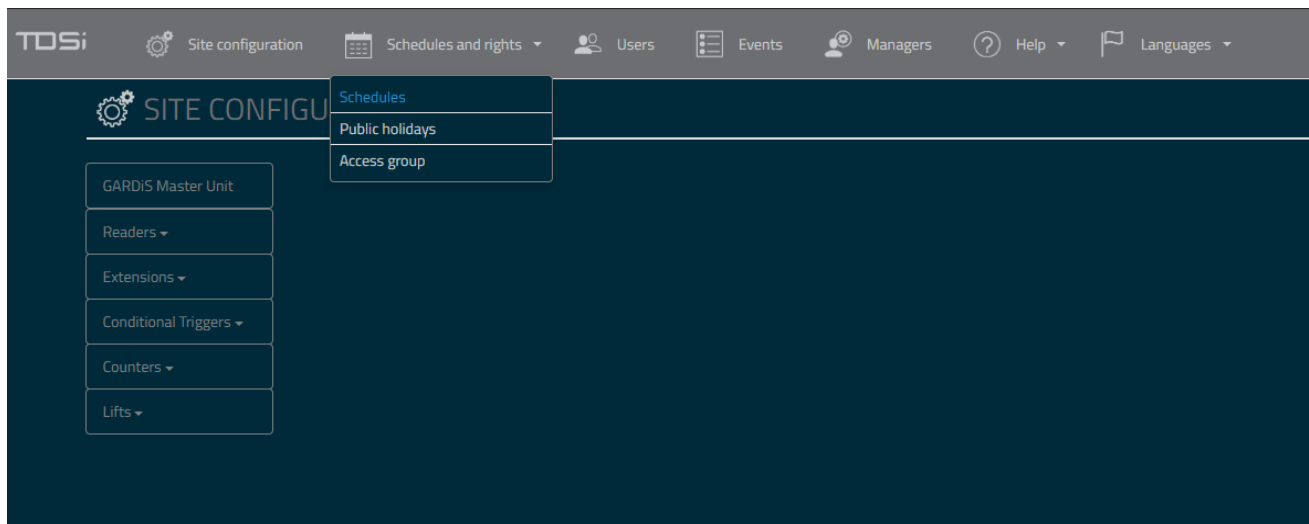 TDSi Site configuration Schedules and rights Users Events Managers Help Languages
SITE CONFIGU
Schedules
Public holidays
Access group
GARDiS Master Unit
Readers
Extensions
Conditional Triggers
Counters
Lifts